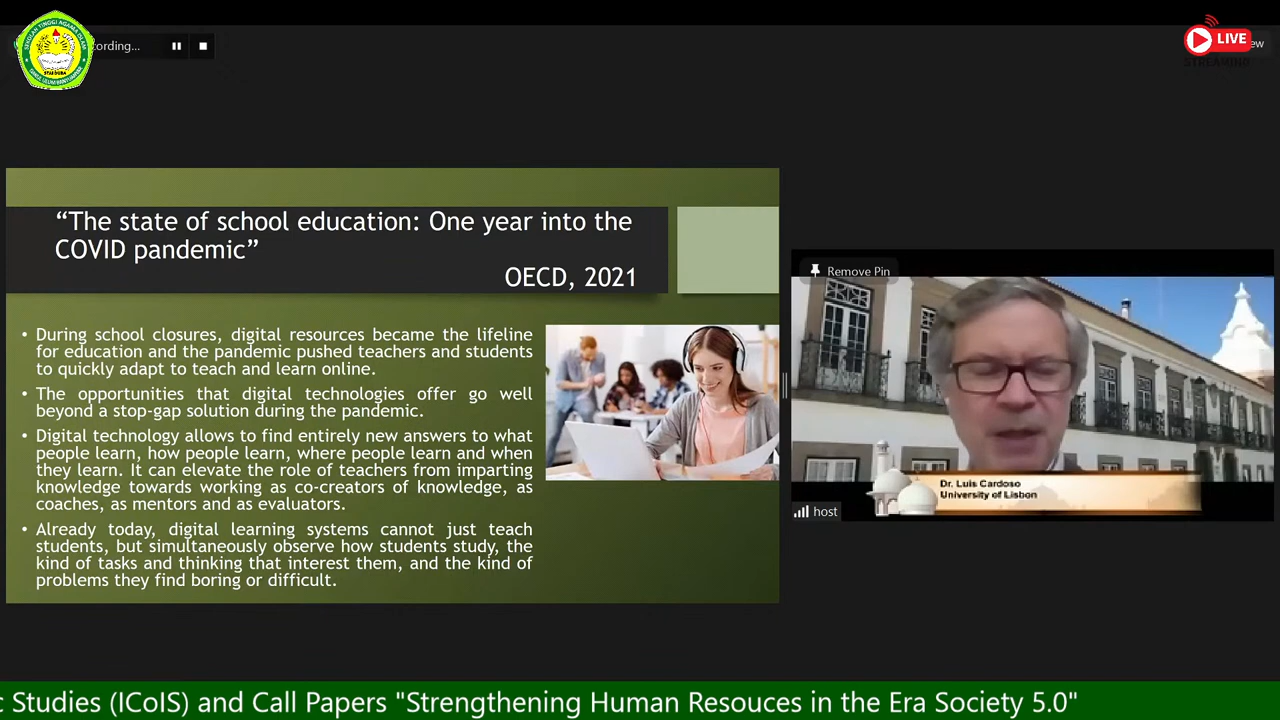 cording...
LIVE
STREAMING
ew
“The state of school education: One year into the
COVID pandemic”
OECD, 2021
• During school closures, digital resources became the lifeline
for education and the pandemic pushed teachers and students
to quickly adapt to teach and learn online.
• The opportunities that digital technologies offer go well
beyond a stop-gap solution during the pandemic.
• Digital technology allows to find entirely new answers to what
people learn, how people learn, where people learn and when
they learn. It can elevate the role of teachers from imparting
knowledge towards working as co-creators of knowledge, as
coaches, as mentors and as evaluators.
• Already today, digital learning systems cannot just teach
students, but simultaneously observe how students study, the
kind of tasks and thinking that interest them, and the kind of
problems they find boring or difficult.
Remove Pin
Dr. Luis Cardoso
University of Lisbon
host
c Studies (ICoIS) and Call Papers "Strengthening Human Resouces in the Era Society 5.0"